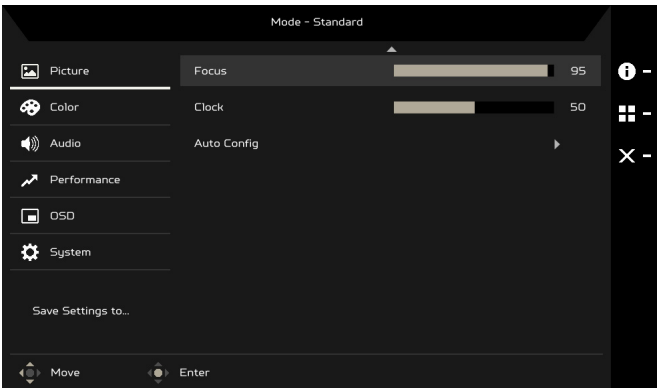 Mode - Standard
Picture
Focus 95
Color
Clock 50
Audio
Auto Config
Performance
OSD
System
Save Settings to...
Move Enter